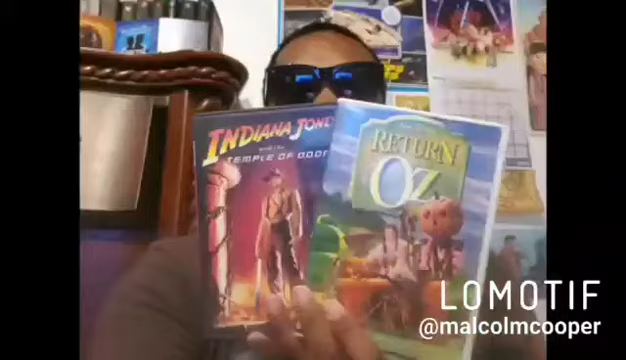 INDIANA JONES
TEMPLE OF DOOM
RETURN
OZ
LOMOTIF
@malcolmcooper